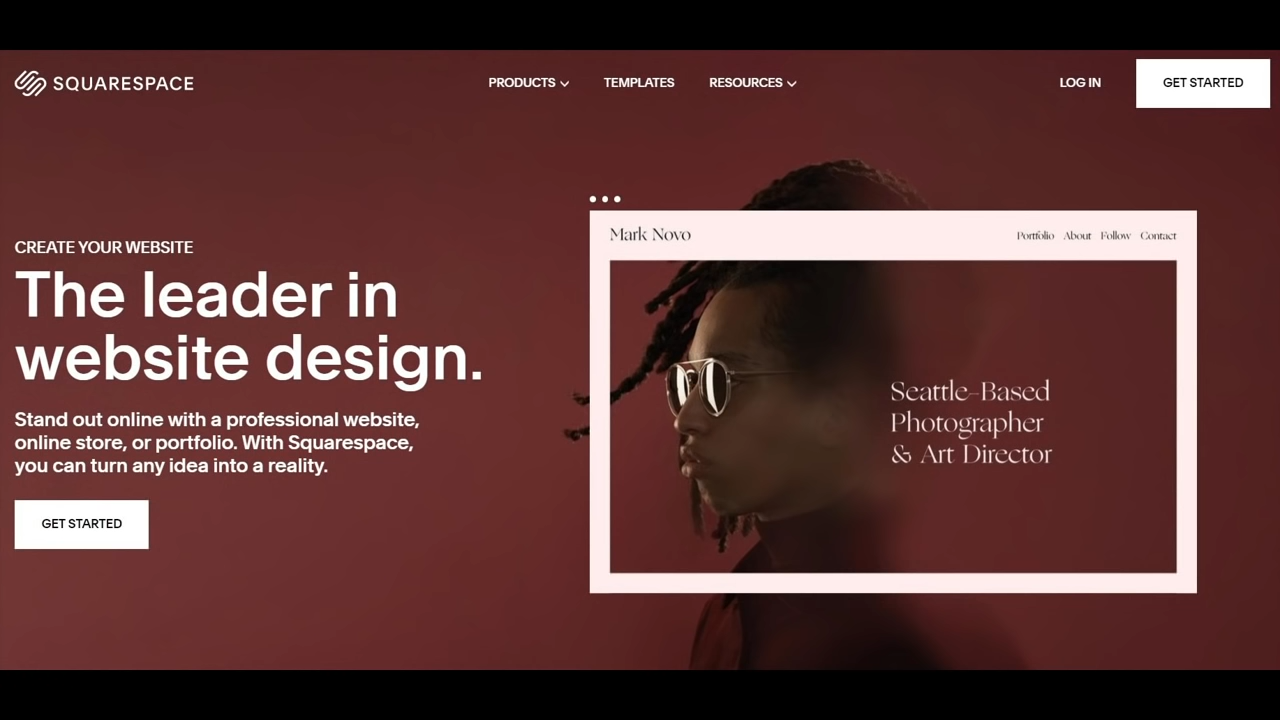 SQUARESPACE
PRODUCTS
TEMPLATES
RESOURCES
LOG IN
GET STARTED
CREATE YOUR WEBSITE
The leader in
website design.
Stand out online with a professional website,
online store, or portfolio. With Squarespace,
you can turn any idea into a reality.
GET STARTED
Mark Novo
Portfolio About Follow Contact
Seattle-Based
Photographer
& Art Director